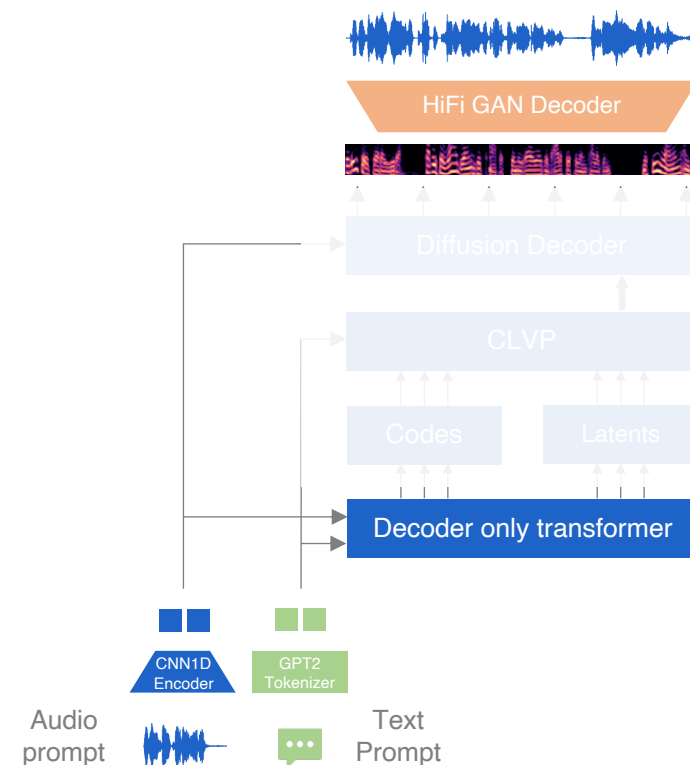 HiFi GAN Decoder
Diffusion Decoder
CLVP
Codes
Latents
Decoder only transformer
CNN1D
Encoder
GPT2
Tokenizer
Audio
prompt
Text
Prompt